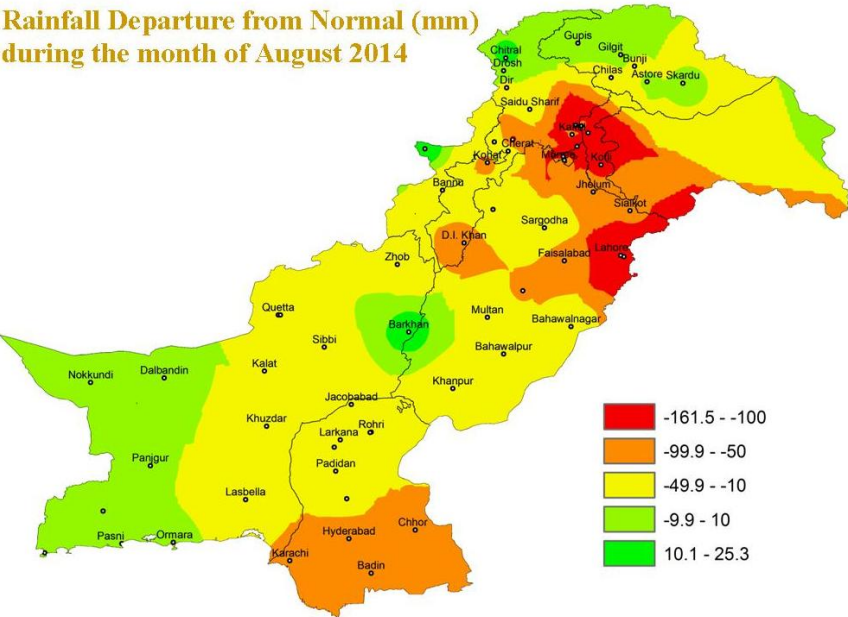 Rainfall Departure from Normal (mm)
during the month of August 2014
Gupis
Chitral
Gilgit
Drosh
Bunji
Chilas
Astore
Skardu
Dir
Saidu Sharif
Cherat
Kohat
Kotli
Bannu
Jhelum
Sialkot
Sargodha
D.I. Khan
Lahore
Faisalabad
Zhob
Quetta
Multan
Barkhan
Bahawalnagar
Sibbi
Bahawalpur
Kalat
Dalbandin
Nokkundi
Khanpur
Jacobabad
Khuzdar
Rohri
Larkana
Panjgur
Padidan
Lasbella
Chhor
Hyderabad
Pasni
Ormara
Karachi
Badin
-161.5 - -100
-99.9 - -50
-49.9 - -10
-9.9 - 10
10.1 - 25.3